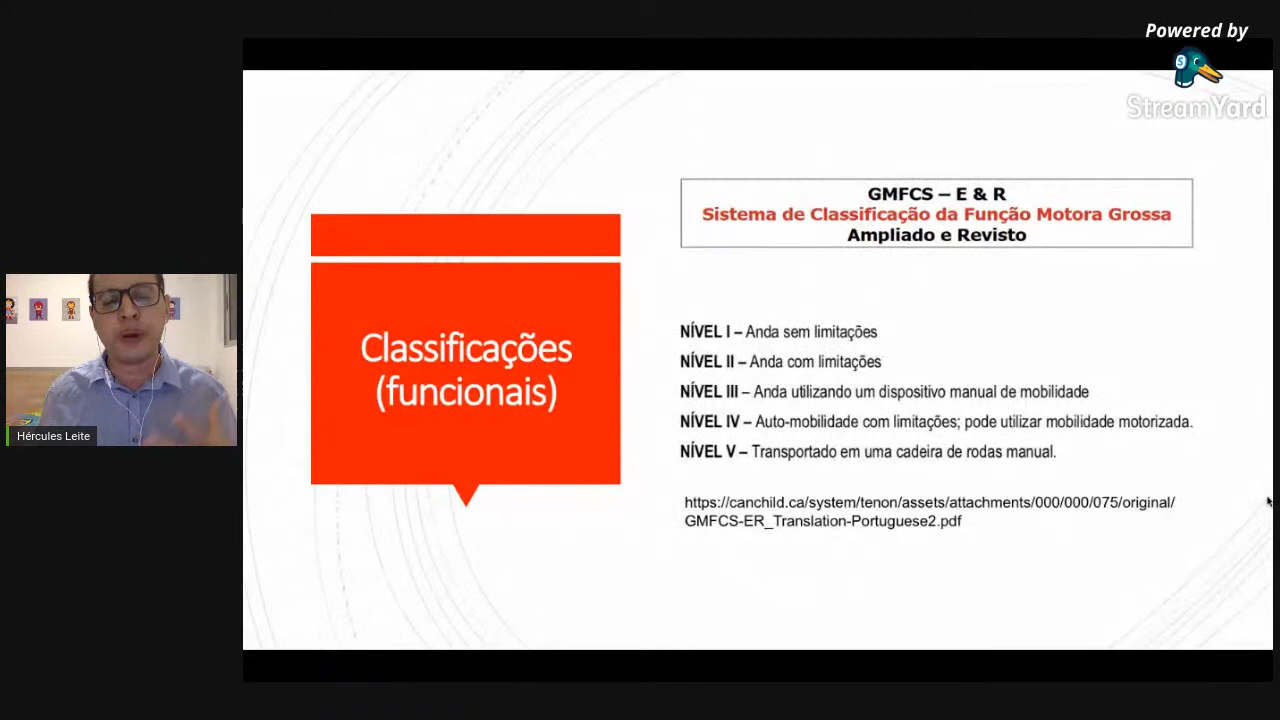 Powered by
StreamYard
GMFCS – E & R
Sistema de Classificação da Função Motora Grossa
Ampliado e Revisto
Classificações
(funcionais)
NÍVEL I – Anda sem limitações
NÍVEL II – Anda com limitações
NÍVEL III – Anda utilizando um dispositivo manual de mobilidade
NÍVEL IV – Auto-mobilidade com limitações; pode utilizar mobilidade motorizada.
NÍVEL V – Transportado em uma cadeira de rodas manual.
https://canchild.ca/system/tenon/assets/attachments/000/000/075/original/
GMFCS-ER_Translation-Portuguese2.pdf
Hércules Leite